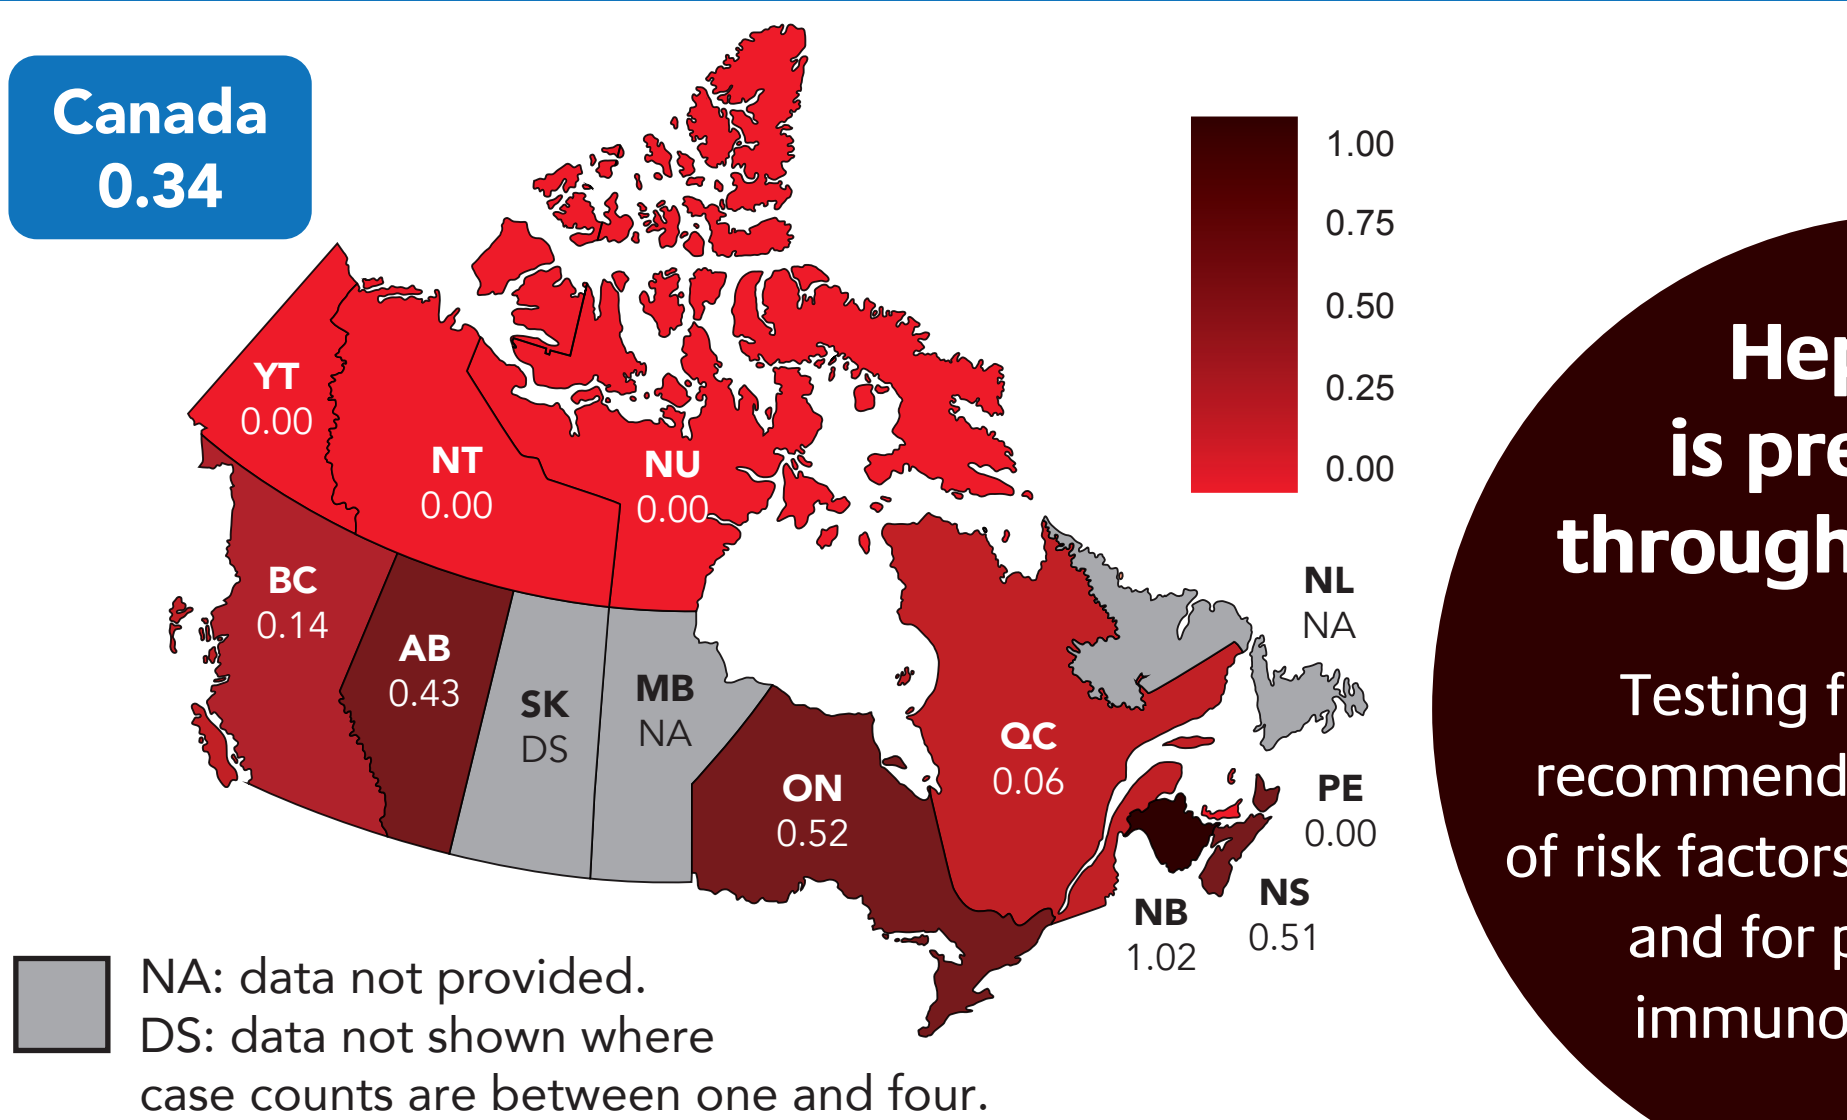 Canada
0.34
1.00
0.75
0.50
0.25
0.00
YT
0.00
NT
0.00
NU
0.00
BC
0.14
AB
0.43
SK
DS
MB
NA
ON
0.52
QC
0.06
NL
NA
PE
0.00
NS
0.51
NB
1.02
NA: data not provided.
DS: data not shown where
case counts are between one and four.
is
through
Testing
recommend
of risk factors
and for